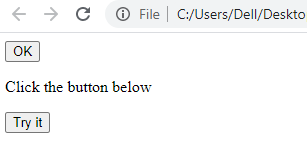 File | C:/Users/Dell/Deskto
OK
Click the button below
Try it